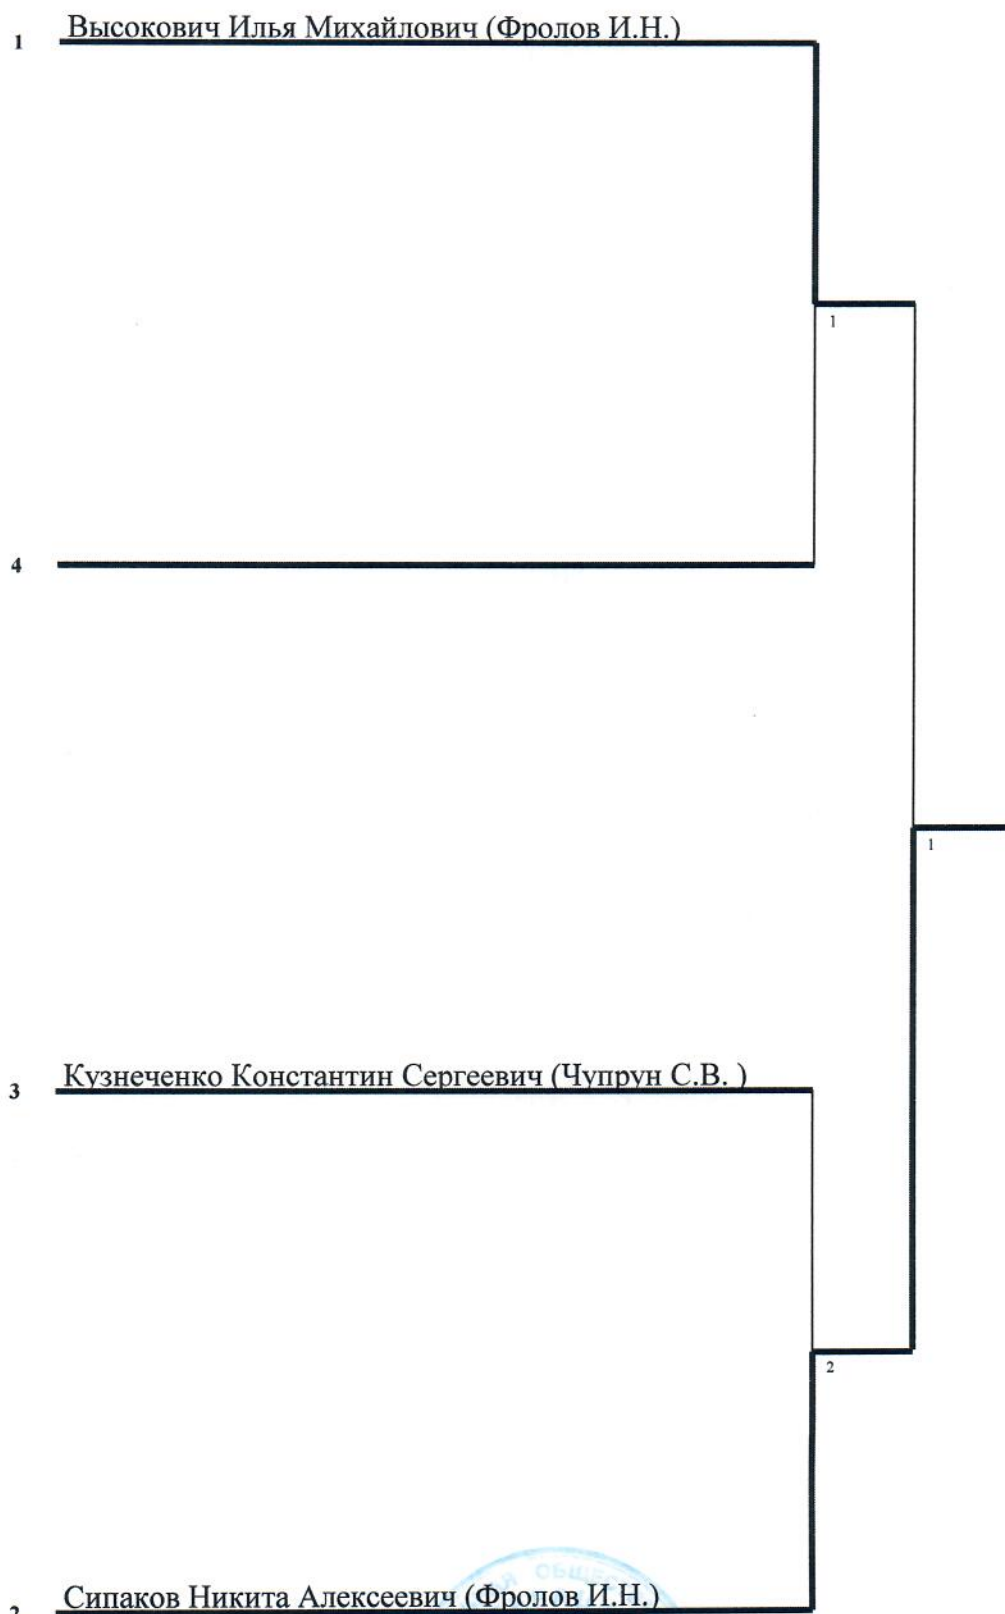 1 Высокович Илья Михайлович (Фролов И.Н.)
1
4
1
3 Кузнеченко Константин Сергеевич (Чупрун С.В. )
2
ОБЩЕС
2 Сипаков Никита Алексеевич (Фролов И.Н.)